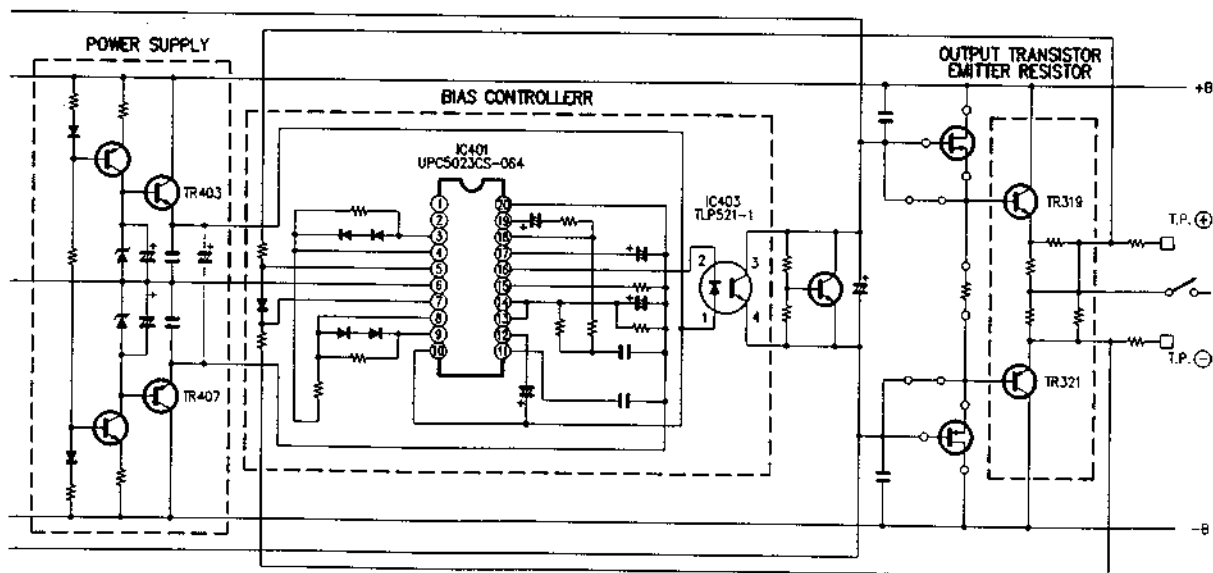 POWER SUPPLY
OUTPUT TRANSISTOR
EMITTER RESISTOR
+B
BIAS CONTROLLERR
IC401
UPC5023CS-064
TR403
IC403
TLP521-1
TR319
T.P. ⊕
1
2
3
4
5
6
7
8
9
10
20
19
18
17
16
15
14
13
12
11
2
3
1
4
T.P. ⊖
TR407
TR321
-B